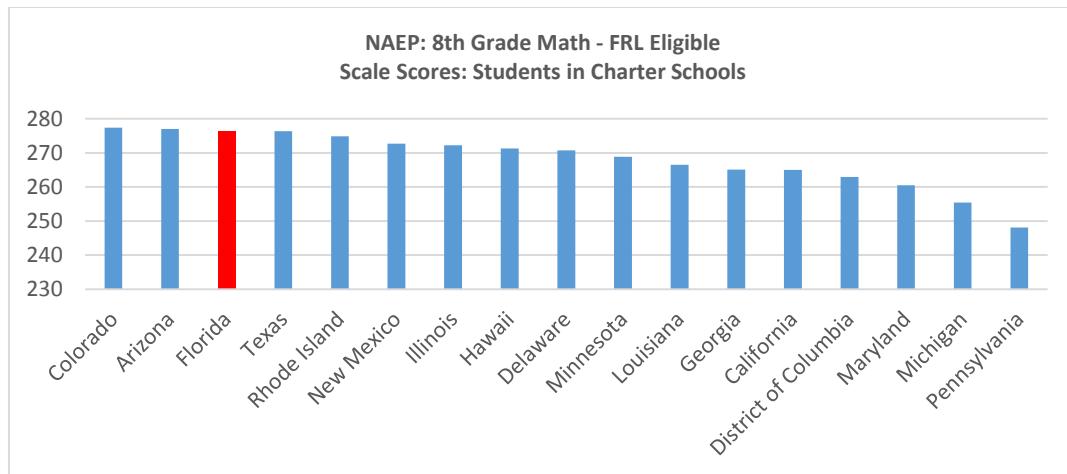 NAEP: 8th Grade Math - FRL Eligible
Scale Scores: Students in Charter Schools
280
270
260
250
240
230
Colorado
Arizona
Florida
Texas
Rhode Island
New Mexico
Illinois
Hawaii
Delaware
Minnesota
Louisiana
Georgia
California
District of Columbia
Maryland
Michigan
Pennsylvania